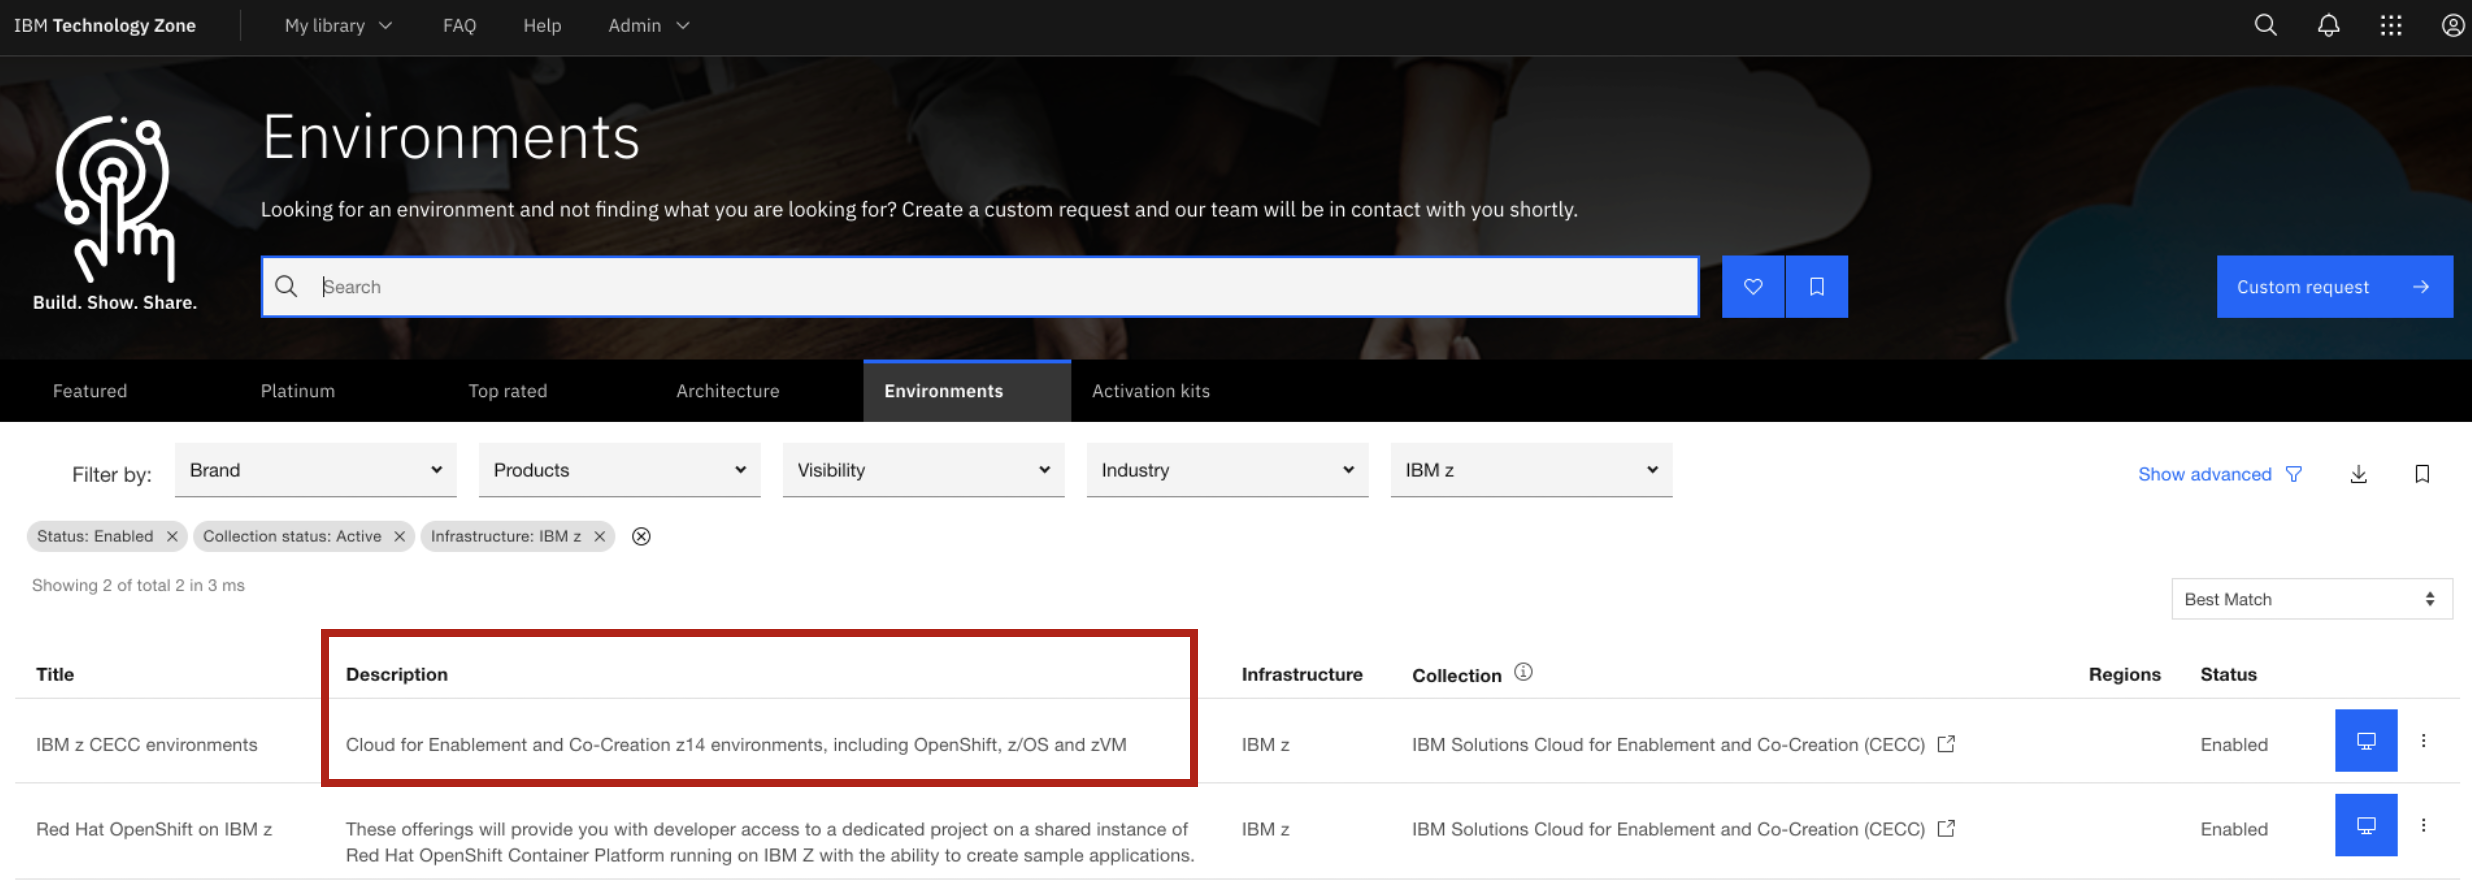 IBM Technology Zone
My library
FAQ
Help
Admin
Environments
Looking for an environment and not finding what you are looking for? Create a custom request and our team will be in contact with you shortly.
Build. Show. Share.
Search
Custom request
Featured
Platinum
Top rated
Architecture
Environments
Activation kits
Filter by:
Brand
Products
Visibility
Industry
IBM z
Show advanced
Status: Enabled
Collection status: Active
Infrastructure: IBM z
Showing 2 of total 2 in 3 ms
Best Match
Title
Description
Infrastructure
Collection
Regions
Status
IBM z CECC environments
Cloud for Enablement and Co-Creation z14 environments, including OpenShift, z/OS and zVM
IBM z
IBM Solutions Cloud for Enablement and Co-Creation (CECC)
Enabled
Red Hat OpenShift on IBM z
These offerings will provide you with developer access to a dedicated project on a shared instance of
Red Hat OpenShift Container Platform running on IBM Z with the ability to create sample applications.
IBM z
IBM Solutions Cloud for Enablement and Co-Creation (CECC)
Enabled